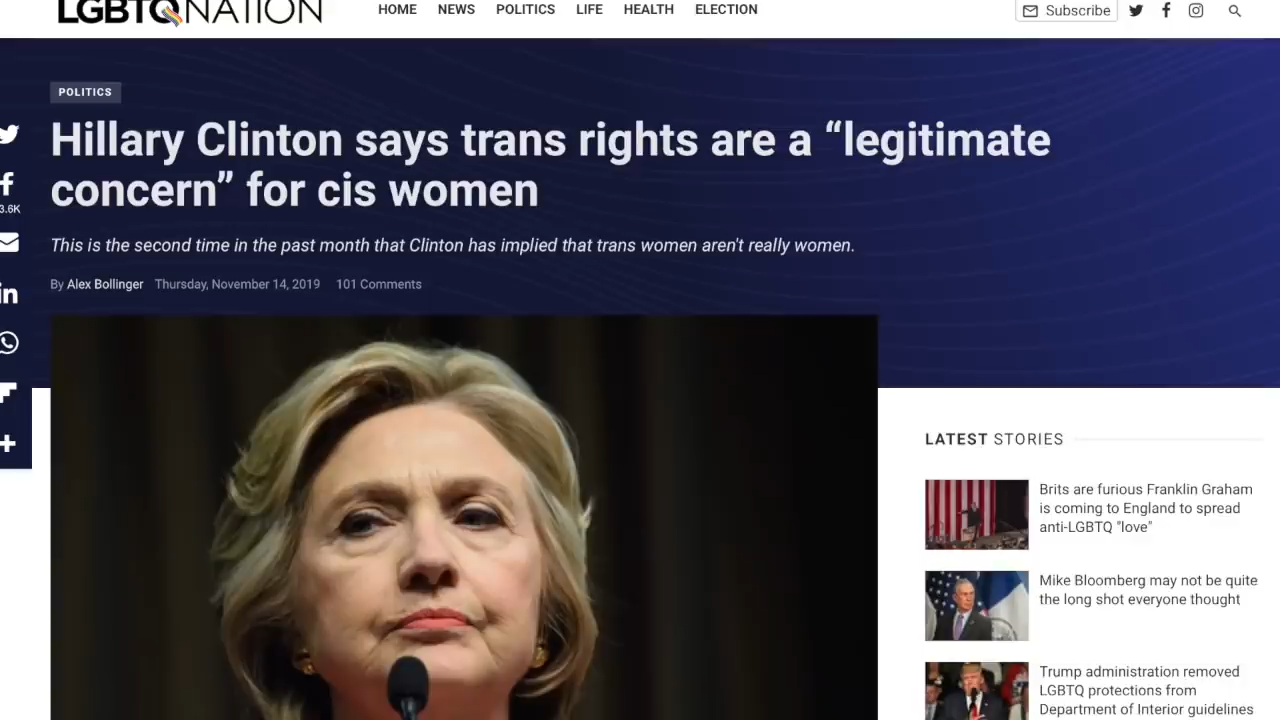 LGBTQNATION
HOME NEWS POLITICS LIFE HEALTH ELECTION
Subscribe
POLITICS
Hillary Clinton says trans rights are a “legitimate
concern” for cis women
This is the second time in the past month that Clinton has implied that trans women aren't really women.
By Alex Bollinger Thursday, November 14, 2019 101 Comments
3.6K
LATEST STORIES
Brits are furious Franklin Graham
is coming to England to spread
anti-LGBTQ "love"
Mike Bloomberg may not be quite
the long shot everyone thought
Trump administration removed
LGBTQ protections from
Department of Interior guidelines